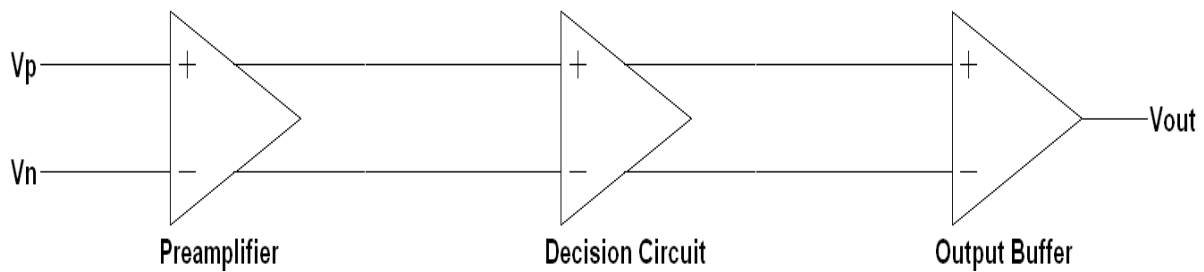 Vp
+
+
+
Vout
Vn
−
−
−
Preamplifier
Decision Circuit
Output Buffer